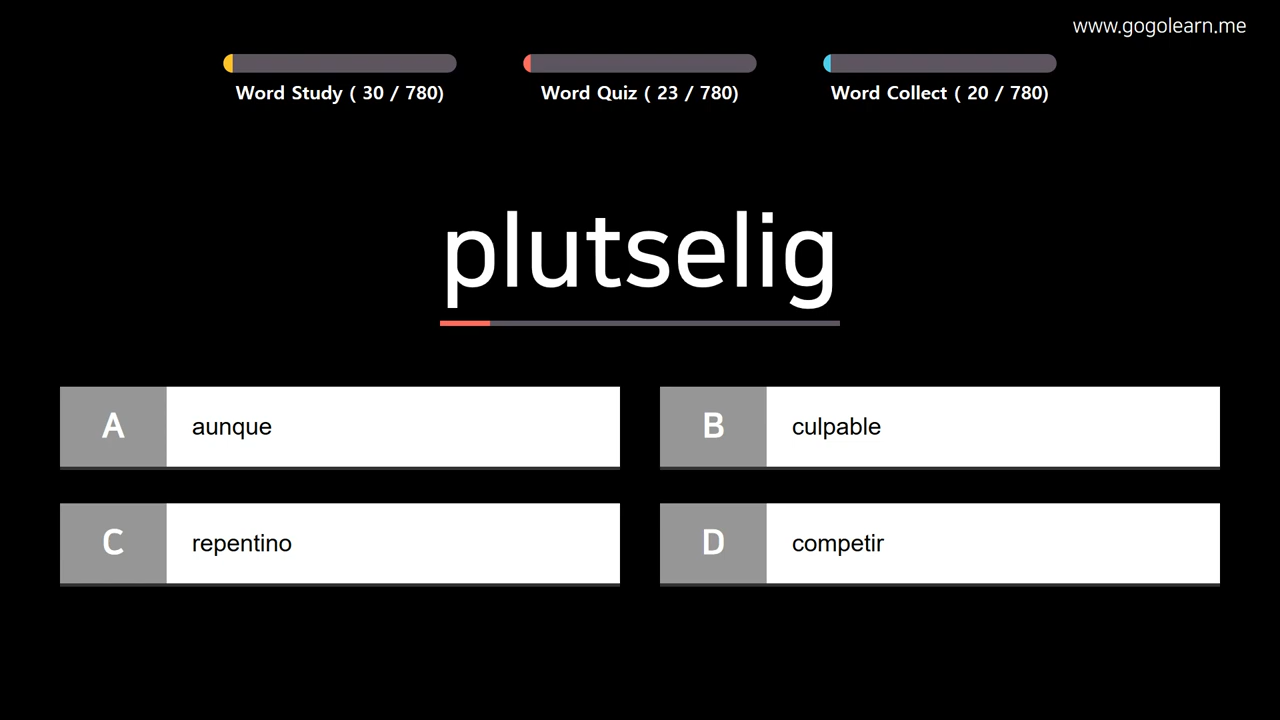 www.gogolearn.me
Word Study ( 30 / 780)
Word Quiz ( 23 / 780)
Word Collect ( 20 / 780)
plutselig
A aunque
B culpable
C repentino
D competir